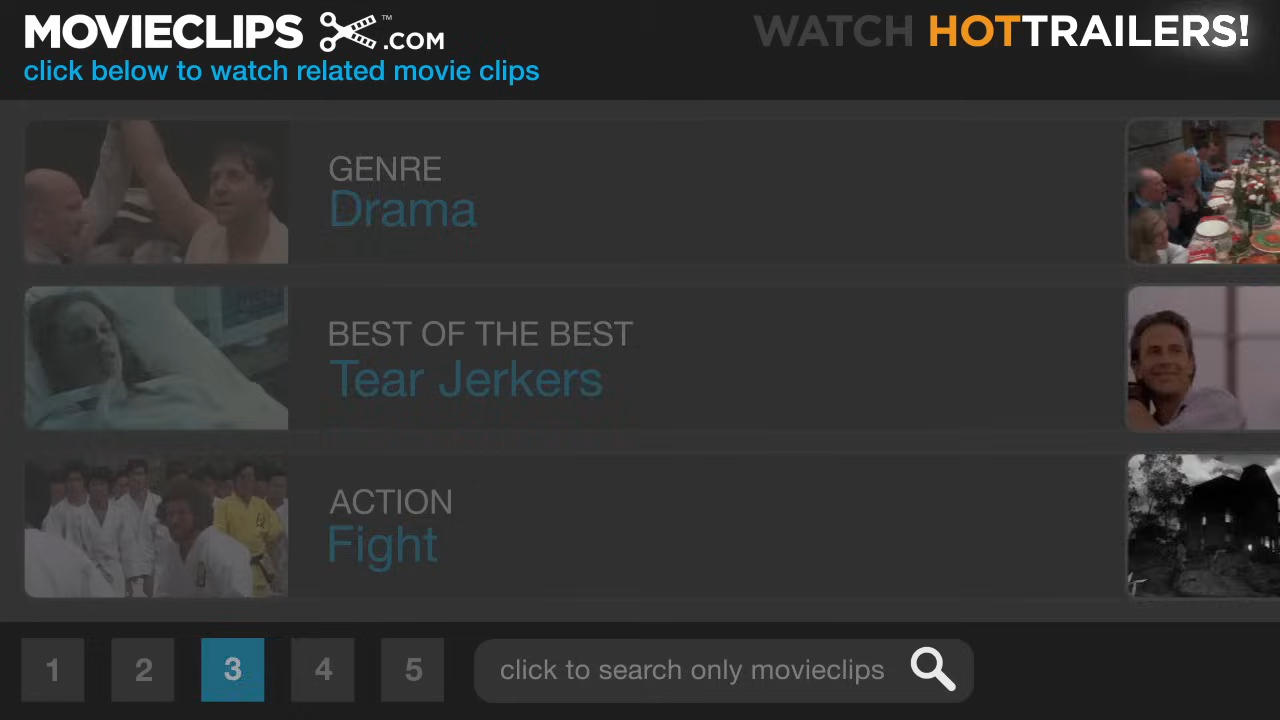 MOVIECLIPS ™ .COM
WATCH HOTTRAILERS!
click below to watch related movie clips
GENRE
Drama
BEST OF THE BEST
Tear Jerkers
ACTION
Fight
1 2 3 4 5
click to search only movieclips